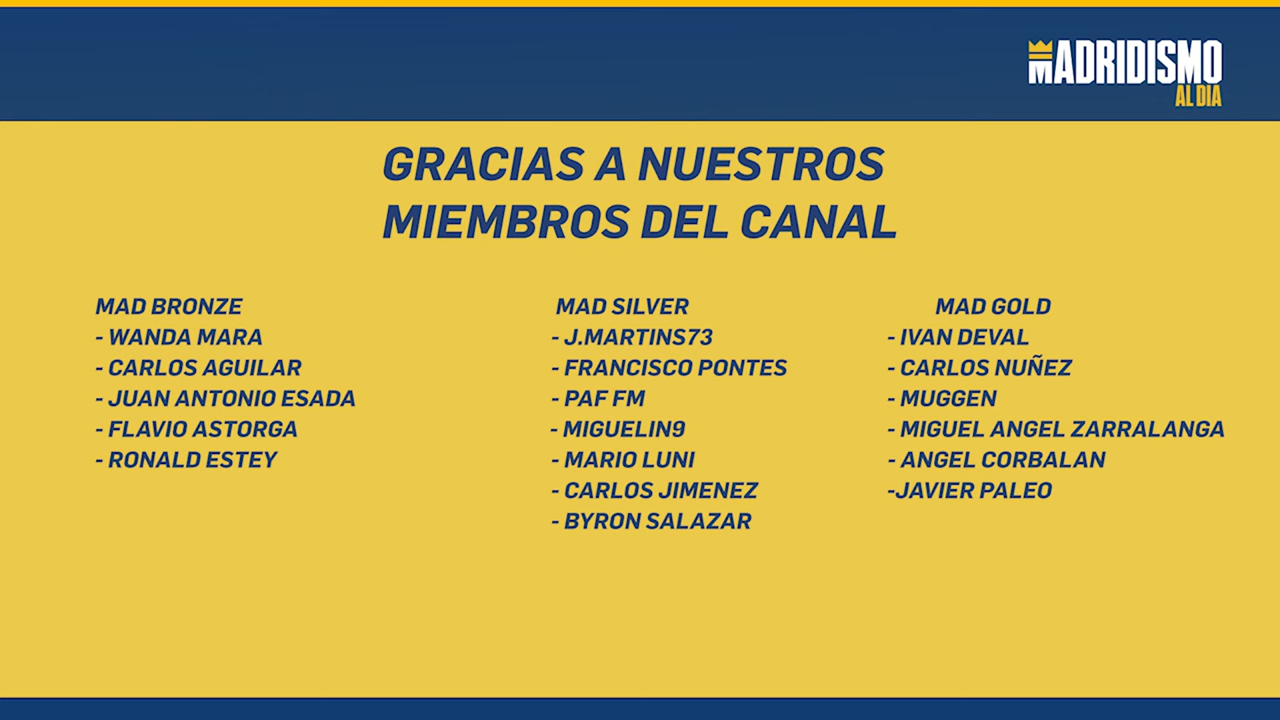 MADRIDISMO
AL DIA
GRACIAS A NUESTROS
MIEMBROS DEL CANAL
MAD BRONZE
- WANDA MARA
- CARLOS AGUILAR
- JUAN ANTONIO ESADA
- FLAVIO ASTORGA
- RONALD ESTEY
MAD SILVER
- J.MARTINS73
- FRANCISCO PONTES
- PAF FM
- MIGUELIN9
- MARIO LUNI
- CARLOS JIMENEZ
- BYRON SALAZAR
MAD GOLD
- IVAN DEVAL
- CARLOS NUÑEZ
- MUGGEN
- MIGUEL ANGEL ZARRALANGA
- ANGEL CORBALAN
-JAVIER PALEO